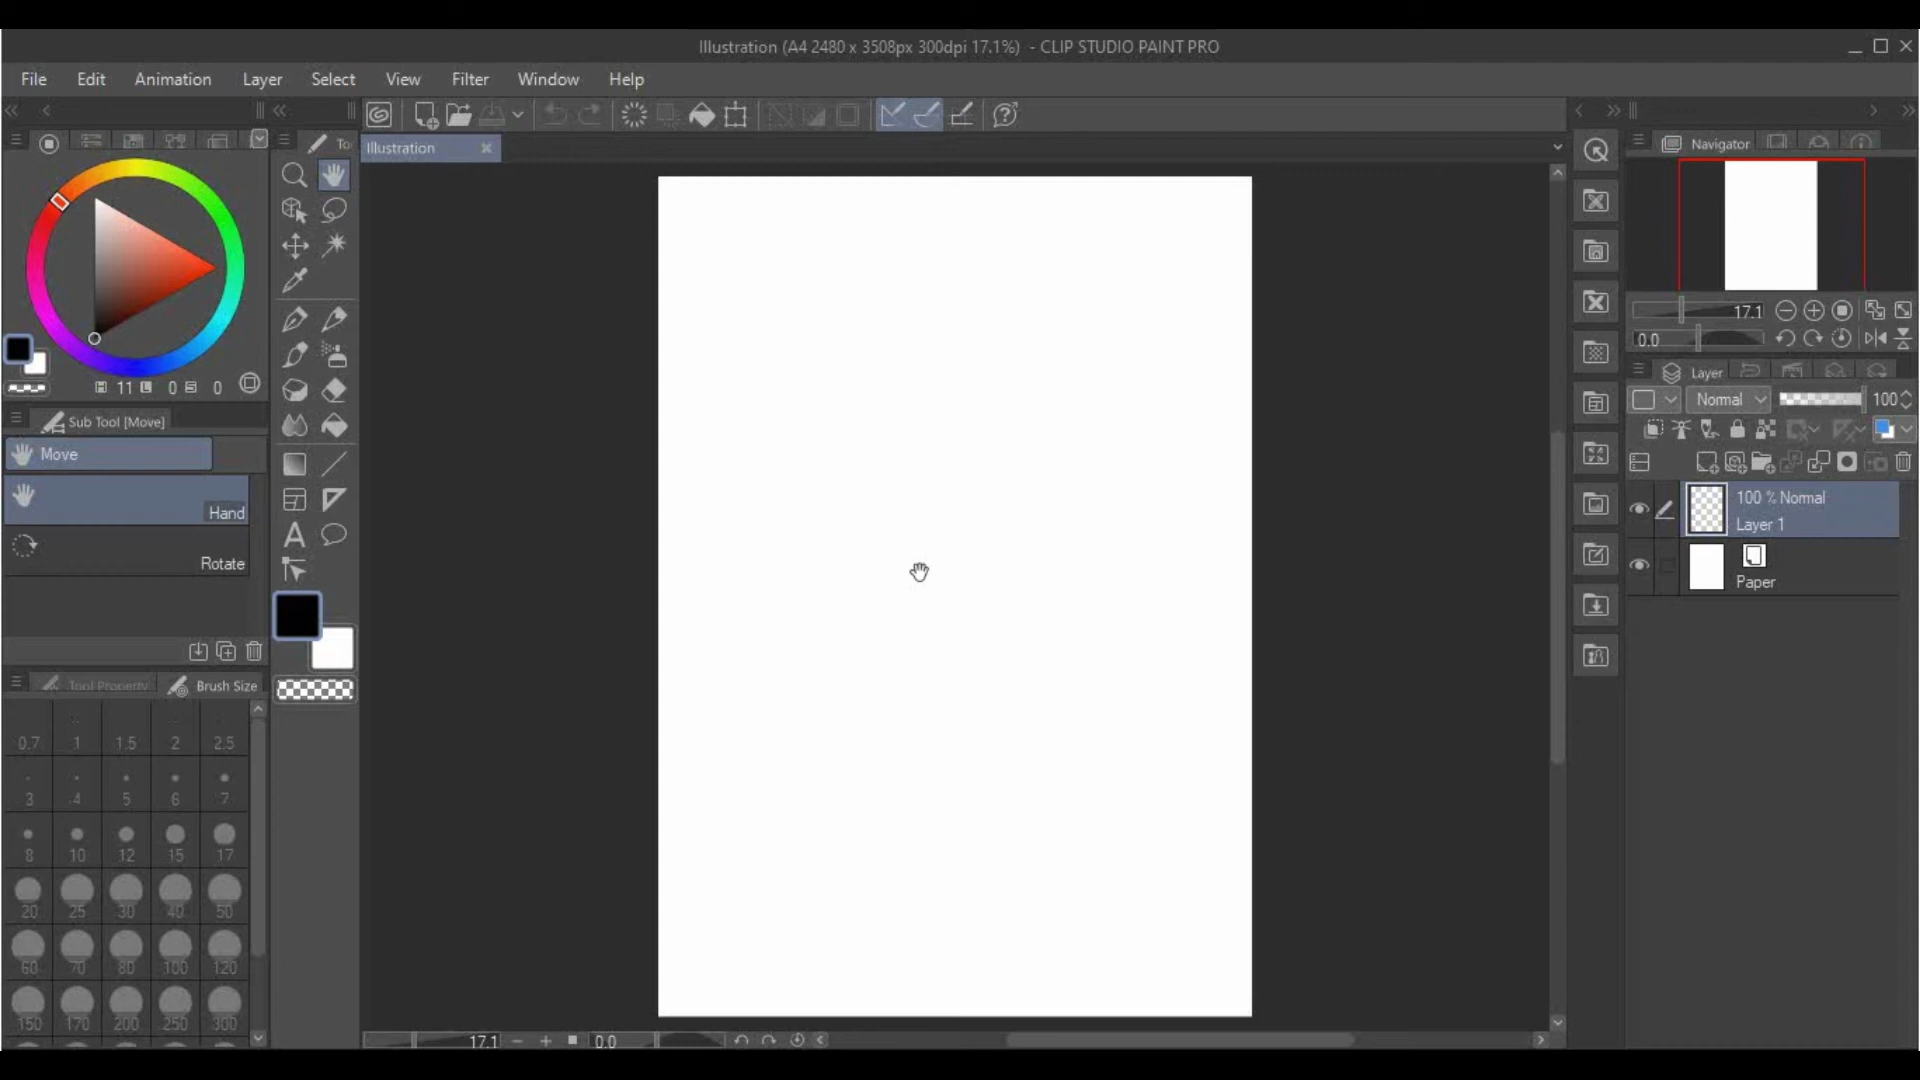 Illustration (A4 2480 x 3508px 300dpi 17.1%) - CLIP STUDIO PAINT PRO
File Edit Animation Layer Select View Filter Window Help
To
Illustration
Navigator
17.1
0.0
11 0 0
Sub Tool [Move]
Move
Hand
Rotate
Layer
Normal 100
100 % Normal
Layer 1
Paper
A
Tool Property Brush Size
0.7 1 1.5 2 2.5
3 4 5 6 7
8 10 12 15 17
20 25 30 40 50
60 70 80 100 120
150 170 200 250 300
17.1 0.0